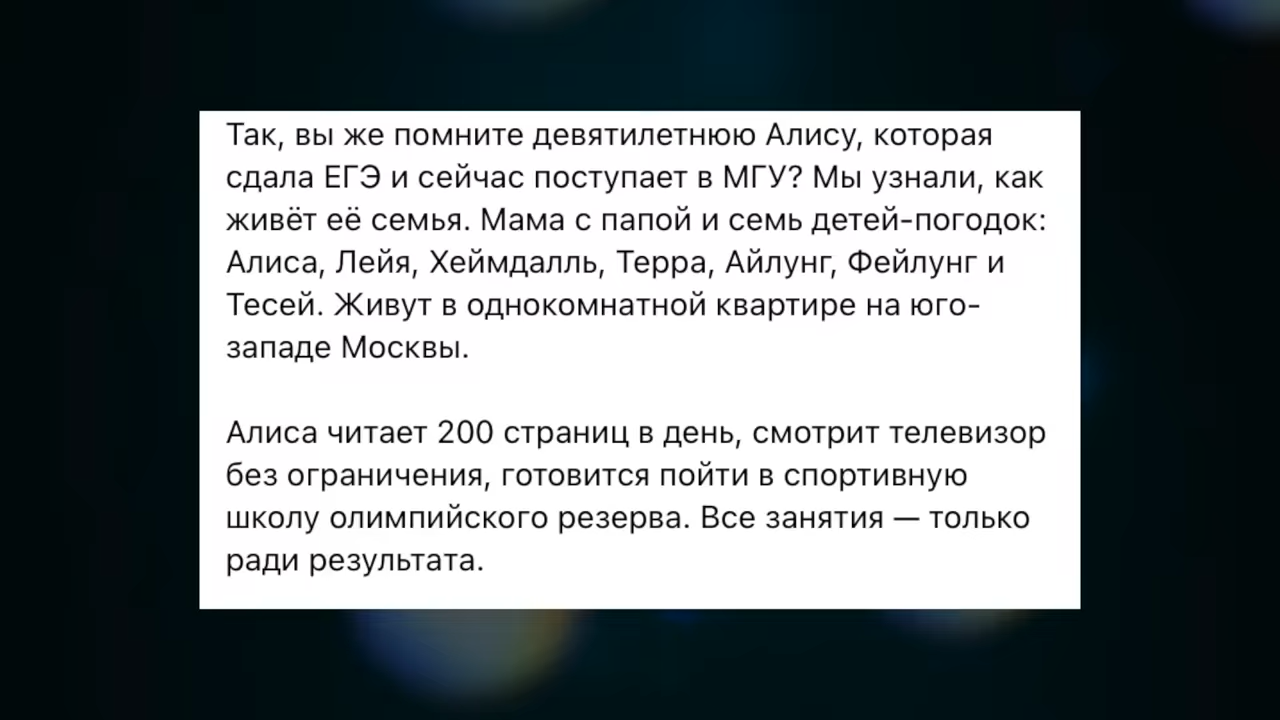 Так, вы же помните девятилетнюю Алису, которая
сдала ЕГЭ и сейчас поступает в МГУ? Мы узнали, как
живёт её семья. Мама с папой и семь детей-погодок:
Алиса, Лейя, Хеймдалль, Терра, Айлунг, Фейлунг и
Тесей. Живут в однокомнатной квартире на юго-
западе Москвы.
Алиса читает 200 страниц в день, смотрит телевизор
без ограничения, готовится пойти в спортивную
школу олимпийского резерва. Все занятия — только
ради результата.